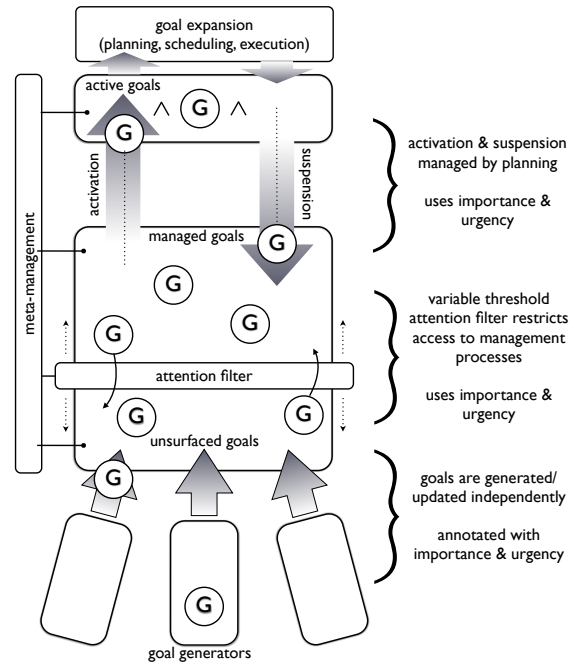 goal expansion
(planning, scheduling, execution)
active goals
G
∧
G
∧
activation
suspension
activation & suspension
managed by planning
uses importance &
urgency
meta-management
managed goals
G
G
G
G
variable threshold
attention filter restricts
access to management
processes
uses importance &
urgency
attention filter
G
G
unsurfaced goals
G
goals are generated/
updated independently
annotated with
importance & urgency
G
goal generators